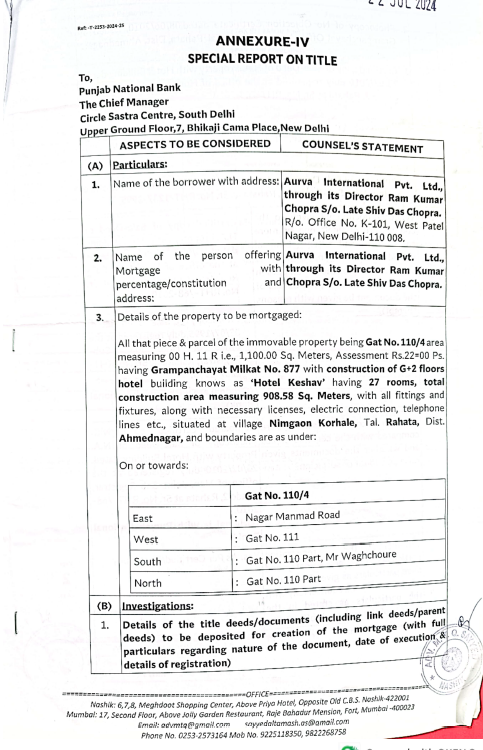 22 JUL 2024
Ref: -T-2253-2024-25
ANNEXURE-IV
SPECIAL REPORT ON TITLE
To,
Punjab National Bank
The Chief Manager
Circle Sastra Centre, South Delhi
Upper Ground Floor,7, Bhikaji Cama Place,New Delhi
ASPECTS TO BE CONSIDERED COUNSEL'S STATEMENT
(A) Particulars:
1. Name of the borrower with address: Aurva International Pvt. Ltd.,
through its Director Ram Kumar
Chopra S/o. Late Shiv Das Chopra.
R/o. Office No. K-101, West Patel
Nagar, New Delhi-110 008.
2. Name of the person offering Aurva International Pvt. Ltd.,
Mortgage with through its Director Ram Kumar
percentage/constitution and Chopra S/o. Late Shiv Das Chopra.
address:
3. Details of the property to be mortgaged:
All that piece & parcel of the immovable property being Gat No. 110/4 area
measuring 00 H. 11 R i.e., 1,100.00 Sq. Meters, Assessment Rs.22=00 Ps.
having Grampanchayat Milkat No. 877 with construction of G+2 floors
hotel building knows as 'Hotel Keshav' having 27 rooms, total
construction area measuring 908.58 Sq. Meters, with all fittings and
fixtures, along with necessary licenses, electric connection, telephone
lines etc., situated at village Nimgaon Korhale, Tal. Rahata, Dist.
Ahmednagar, and boundaries are as under:
On or towards:
Gat No. 110/4
East : Nagar Manmad Road
West : Gat No. 111
South : Gat No. 110 Part, Mr Waghchoure
North : Gat No. 110 Part
(B) Investigations:
1. Details of the title deeds/documents (including link deeds/parent
deeds) to be deposited for creation of the mortgage (with full
particulars regarding nature of the document, date of execution &
details of registration)
OFFICE
Nashik: 6,7,8, Meghdoot Shopping Center, Above Priya Hotel, Opposite Old C.B.S. Nashik-422001
Mumbai: 17, Second Floor, Above Jolly Garden Restaurant, Raje Bahadur Mension, Fort, Mumbai -400023
Email: advmtq@gmail.com sayyedaltamash.as@gmail.com
Phone No. 0253-2573164 Mob No. 9225118350, 9822268758